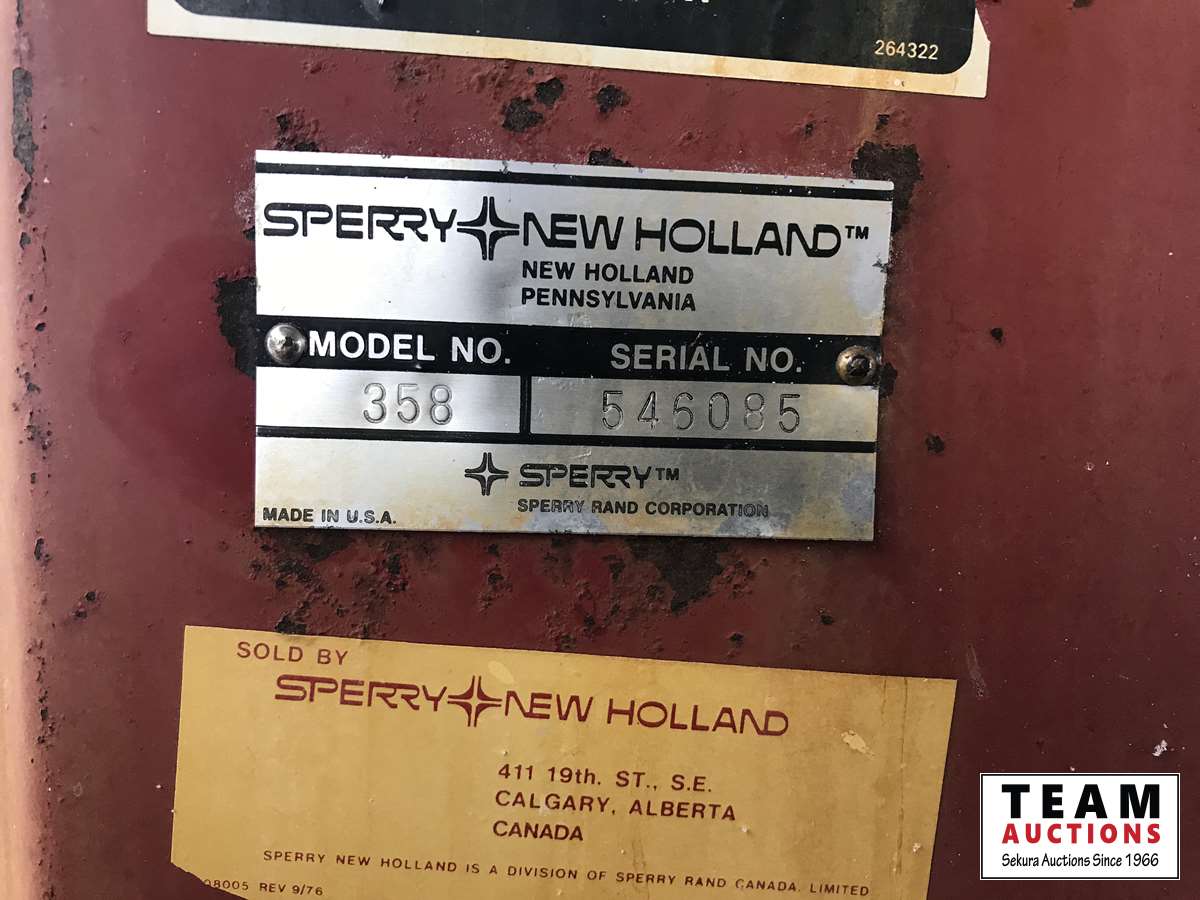 264322
SPERRY NEW HOLLAND™
NEW HOLLAND
PENNSYLVANIA
MODEL NO. SERIAL NO.
358 546085
SPERRY™
SPERRY RAND CORPORATION
MADE IN U.S.A.
SOLD BY
SPERRY NEW HOLLAND
411 19th. ST., S.E.
CALGARY, ALBERTA
CANADA
SPERRY NEW HOLLAND IS A DIVISION OF SPERRY RAND CANADA. LIMITED
08005 REV 9/76
TEAM
AUCTIONS
Sekura Auctions Since 1966